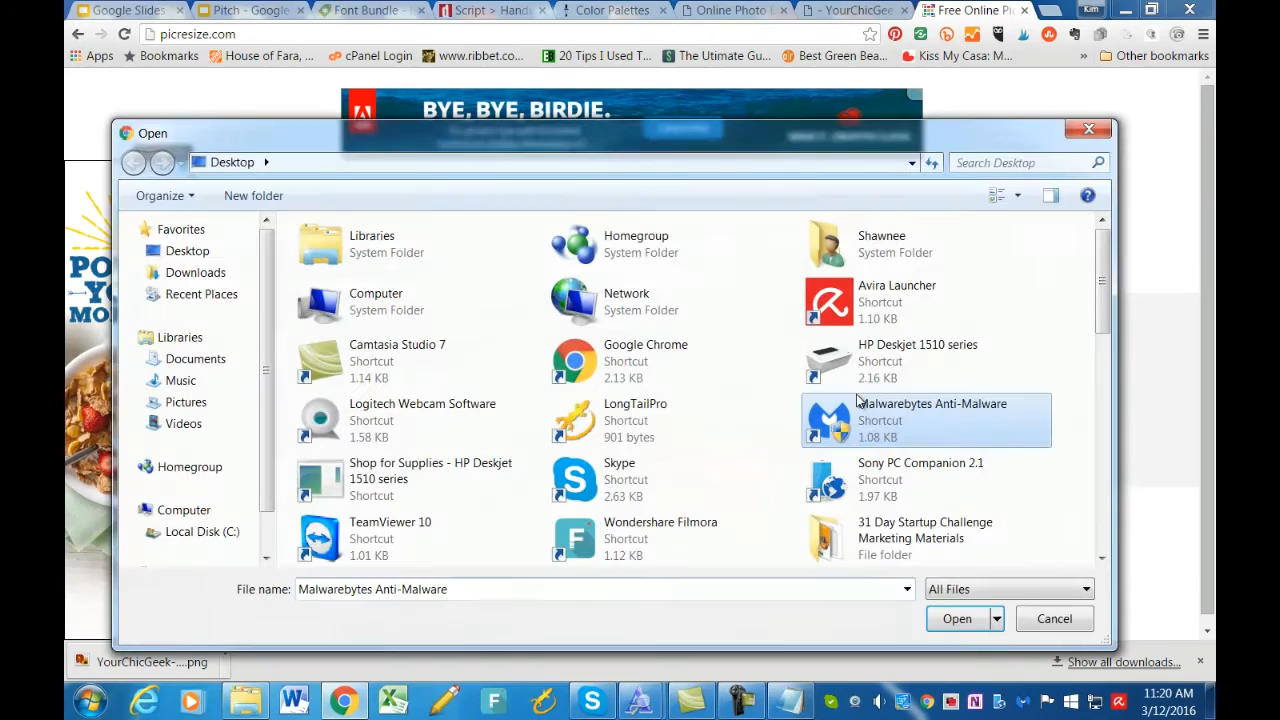 Google Slides
Pitch - Google
Font Bundle -
Script > Hand
Color Palettes
Online Photo
- YourChicGee
Free Online Pi
Kim
picresize.com
Apps
Bookmarks
House of Fara, ...
cPanel Login
www.ribbet.co...
20 Tips I Used T...
The Utimate Gu...
Best Green Bea...
Kiss My Casa: M...
»
Other bookmarks
BYE, BYE, BIRDIE.
Open
Desktop
Search Desktop
Organize
New folder
Favorites
Desktop
Downloads
Recent Places
Libraries
Documents
Music
Pictures
Videos
Homegroup
Computer
Local Disk (C:)
Libraries
System Folder
Homegroup
System Folder
Shawnee
System Folder
Computer
System Folder
Network
System Folder
Avira Launcher
Shortcut
1.10 KB
Camtasia Studio 7
Shortcut
1.14 KB
Google Chrome
Shortcut
2.13 KB
HP Deskjet 1510 series
Shortcut
2.16 KB
Logitech Webcam Software
Shortcut
1.58 KB
LongTailPro
Shortcut
901 bytes
Malwarebytes Anti-Malware
Shortcut
1.08 KB
Shop for Supplies - HP Deskjet
1510 series
Shortcut
Skype
Shortcut
2.63 KB
Sony PC Companion 2.1
Shortcut
1.97 KB
TeamViewer 10
Shortcut
1.01 KB
Wondershare Filmora
Shortcut
1.12 KB
31 Day Startup Challenge
Marketing Materials
File folder
File name:
Malwarebytes Anti-Malware
All Files
Open
Cancel
PO
YO
MO
YourChicGeek-....png
Show all downloads...
11:20 AM
3/12/2016